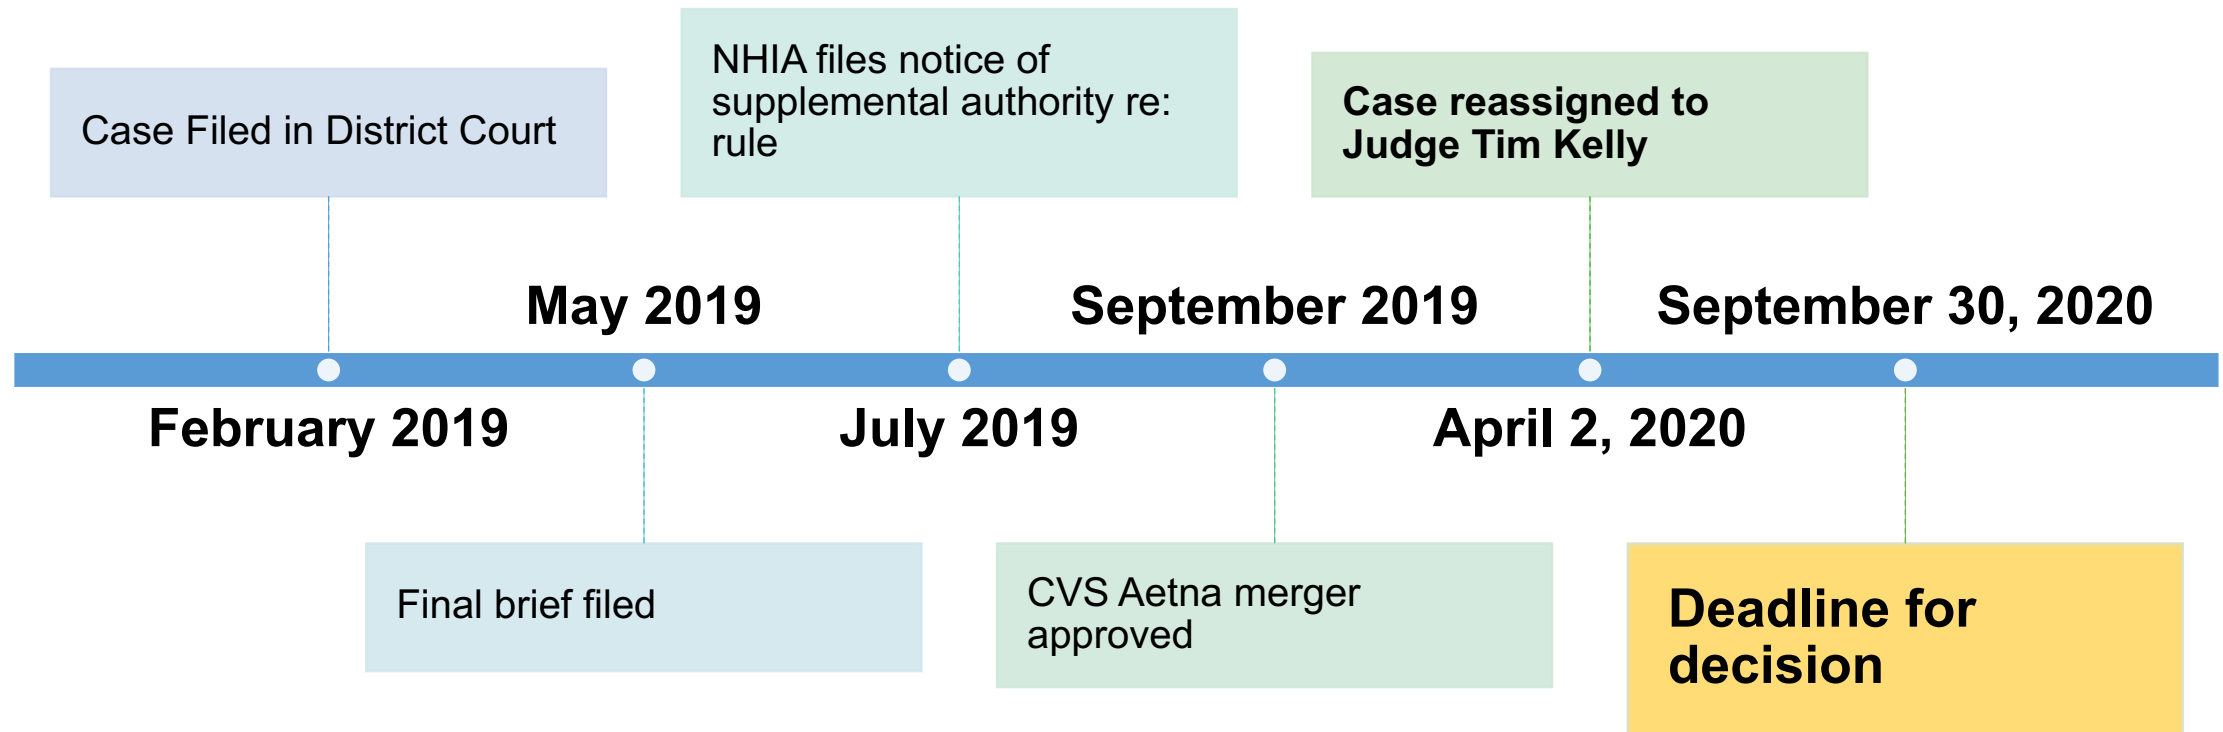 Case Filed in District Court
NHIA files notice of
supplemental authority re:
rule
Case reassigned to
Judge Tim Kelly
May 2019
September 2019
September 30, 2020
February 2019
July 2019
April 2, 2020
Final brief filed
CVS Aetna merger
approved
Deadline for
decision